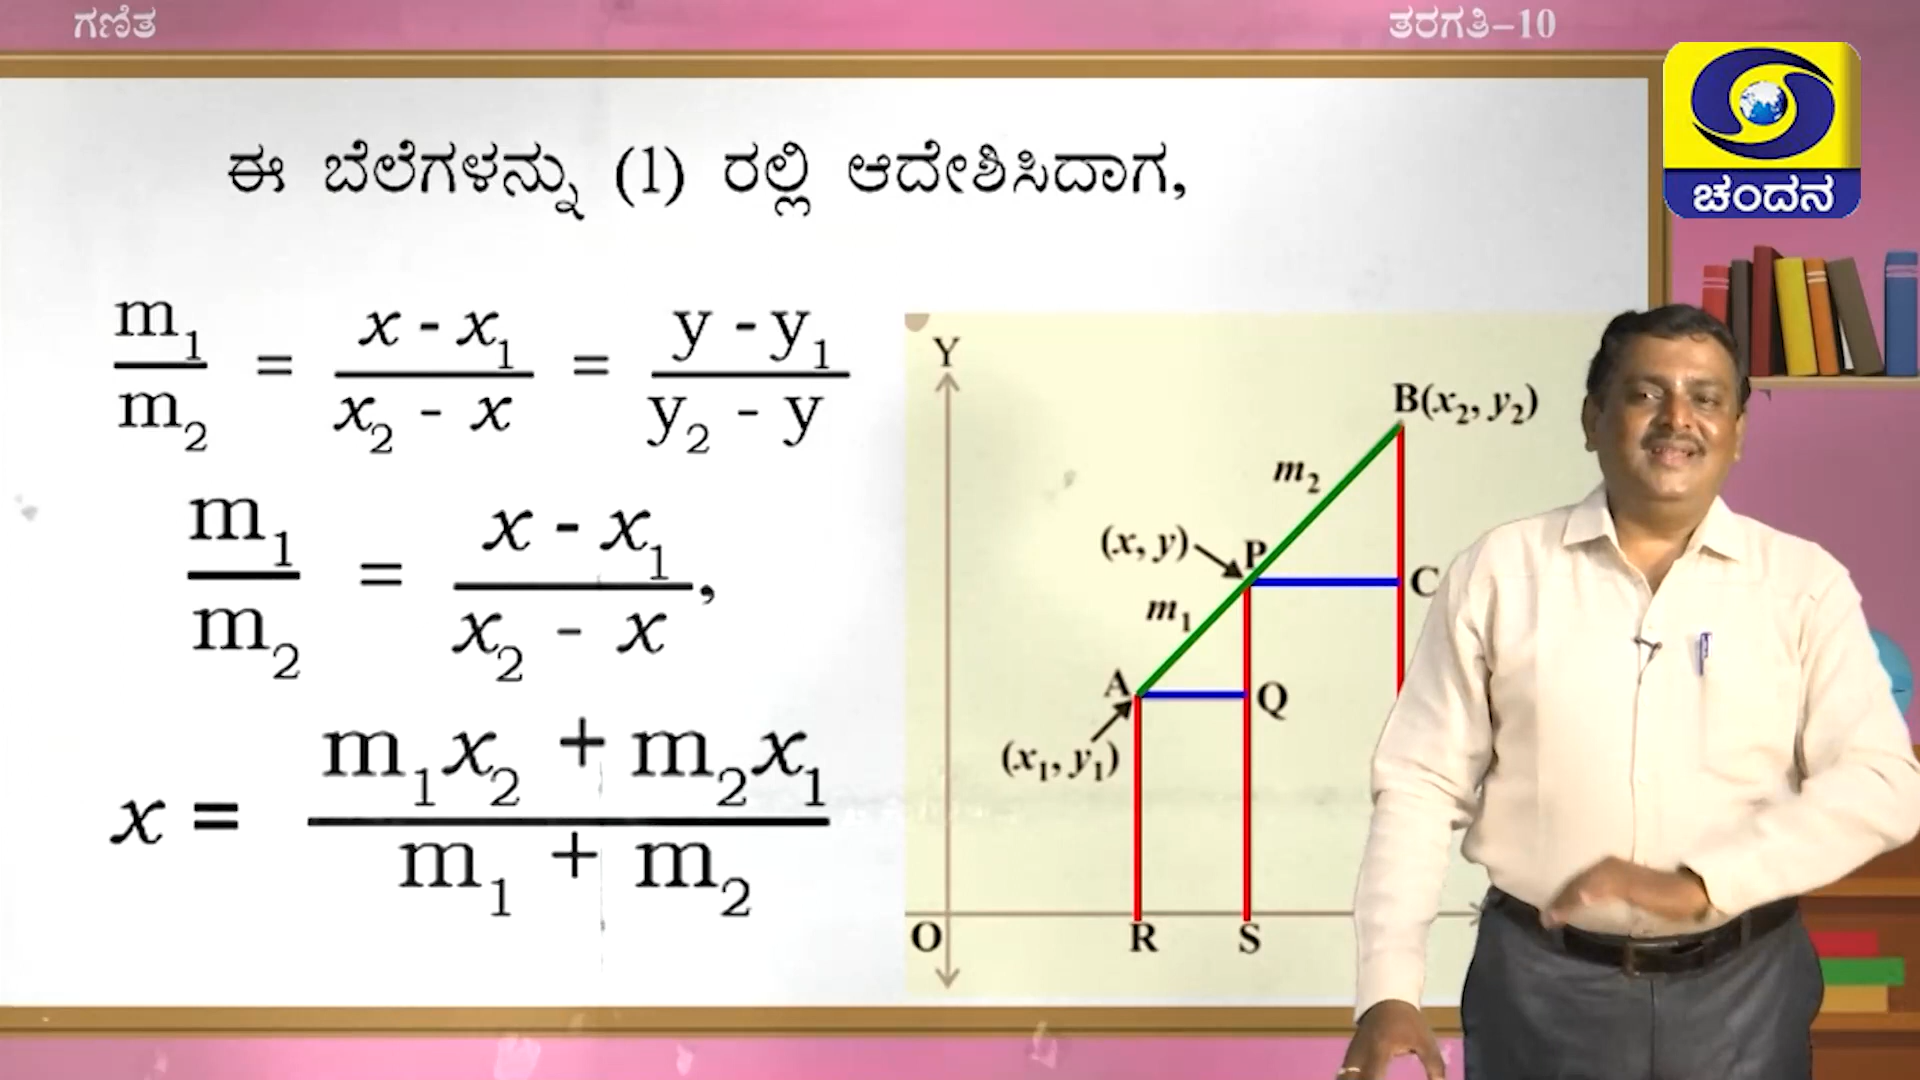 ಗಣಿತ
ತರಗತಿ-10
ಚಂದನ
ಈ ಬೆಲೆಗಳನ್ನು (1) ರಲ್ಲಿ ಆದೇಶಿಸಿದಾಗ,
m₁/m₂ = (x - x₁)/(x₂ - x) = (y - y₁)/(y₂ - y)
m₁/m₂ = (x - x₁)/(x₂ - x),
x = (m₁x₂ + m₂x₁)/(m₁ + m₂)
Y
B(x₂, y₂)
m₂
(x, y)
P
C
m₁
A
Q
(x₁, y₁)
O
R
S